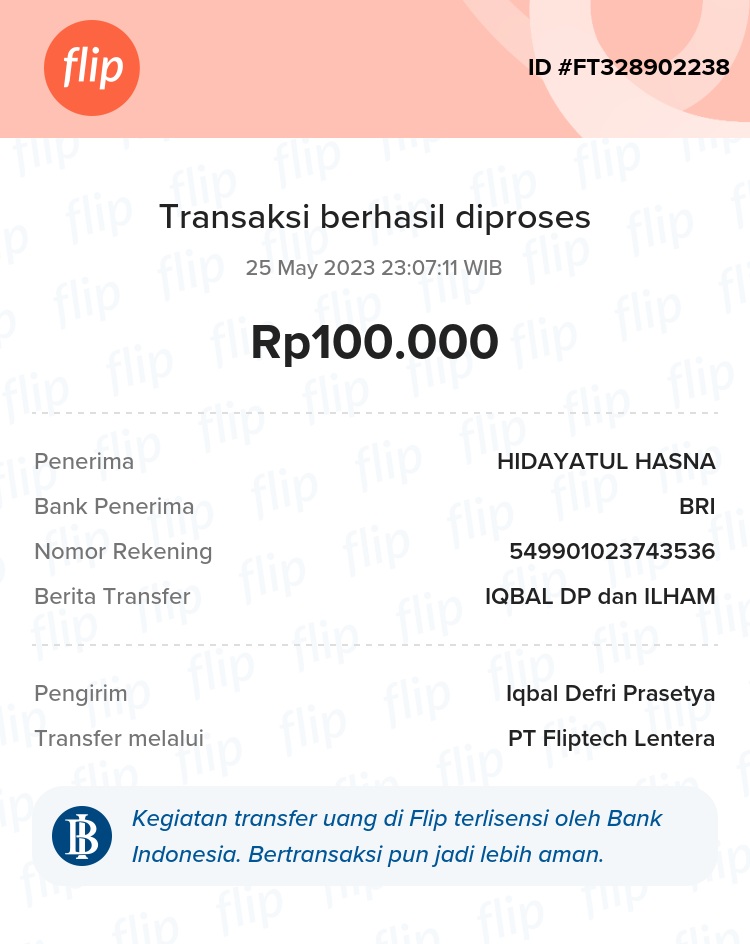 flip
ID #FT328902238
Transaksi berhasil diproses
25 May 2023 23:07:11 WIB
Rp100.000
Penerima HIDAYATUL HASNA
Bank Penerima BRI
Nomor Rekening 549901023743536
Berita Transfer IQBAL DP dan ILHAM
Pengirim Iqbal Defri Prasetya
Transfer melalui PT Fliptech Lentera
Kegiatan transfer uang di Flip terlisensi oleh Bank
Indonesia. Bertransaksi pun jadi lebih aman.